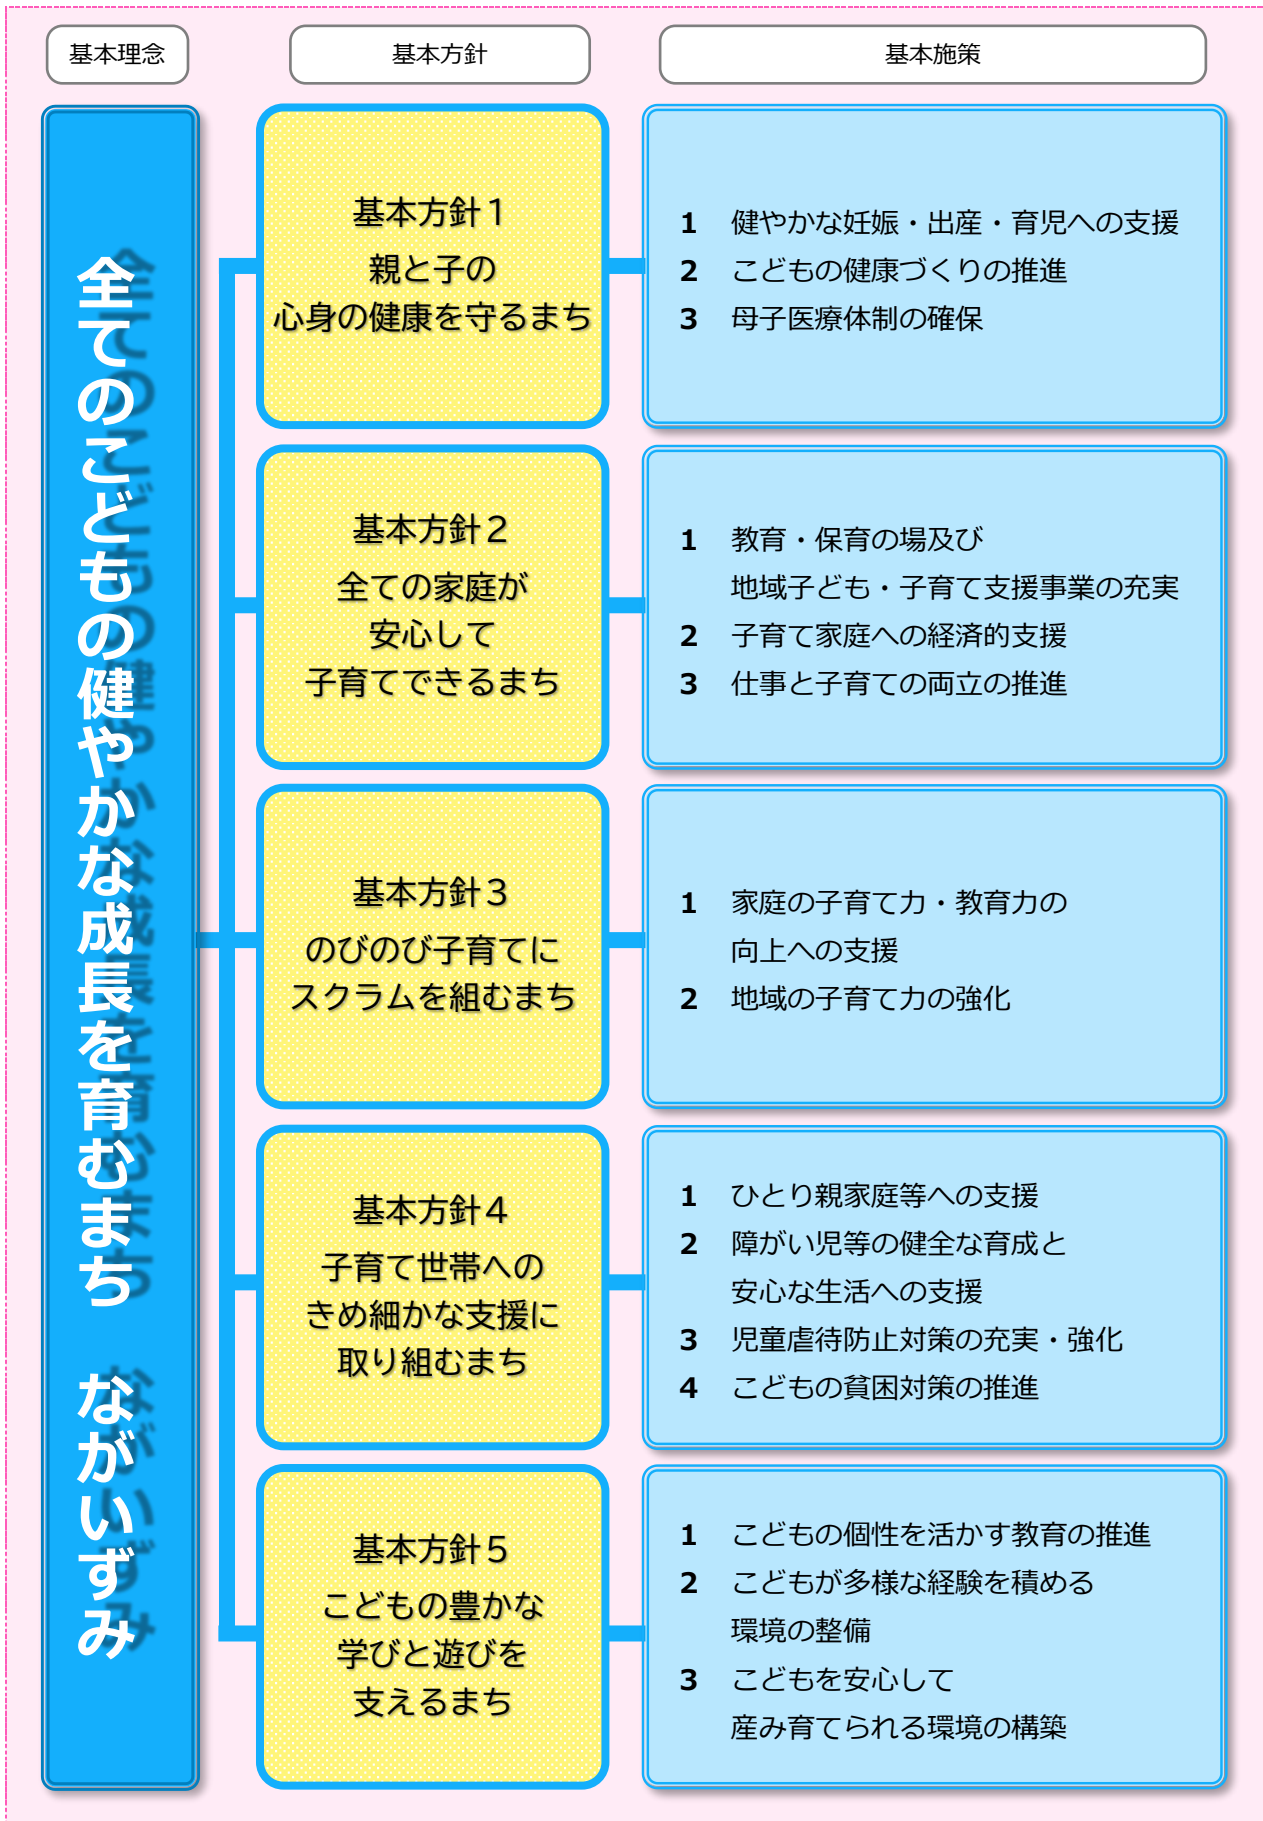 基本理念
基本方針
基本施策
全てのこどもの健やかな成長を育むまち　ながいずみ
基本方針１
親と子の
心身の健康を守るまち
1 健やかな妊娠・出産・育児への支援
2 こどもの健康づくりの推進
3 母子医療体制の確保
基本方針２
全ての家庭が
安心して
子育てできるまち
1 教育・保育の場及び
地域子ども・子育て支援事業の充実
2 子育て家庭への経済的支援
3 仕事と子育ての両立の推進
基本方針３
のびのび子育てに
スクラムを組むまち
1 家庭の子育て力・教育力の
向上への支援
2 地域の子育て力の強化
基本方針４
子育て世帯への
きめ細かな支援に
取り組むまち
1 ひとり親家庭等への支援
2 障がい児等の健全な育成と
安心な生活への支援
3 児童虐待防止対策の充実・強化
4 こどもの貧困対策の推進
基本方針５
こどもの豊かな
学びと遊びを
支えるまち
1 こどもの個性を活かす教育の推進
2 こどもが多様な経験を積める
環境の整備
3 こどもを安心して
産み育てられる環境の構築